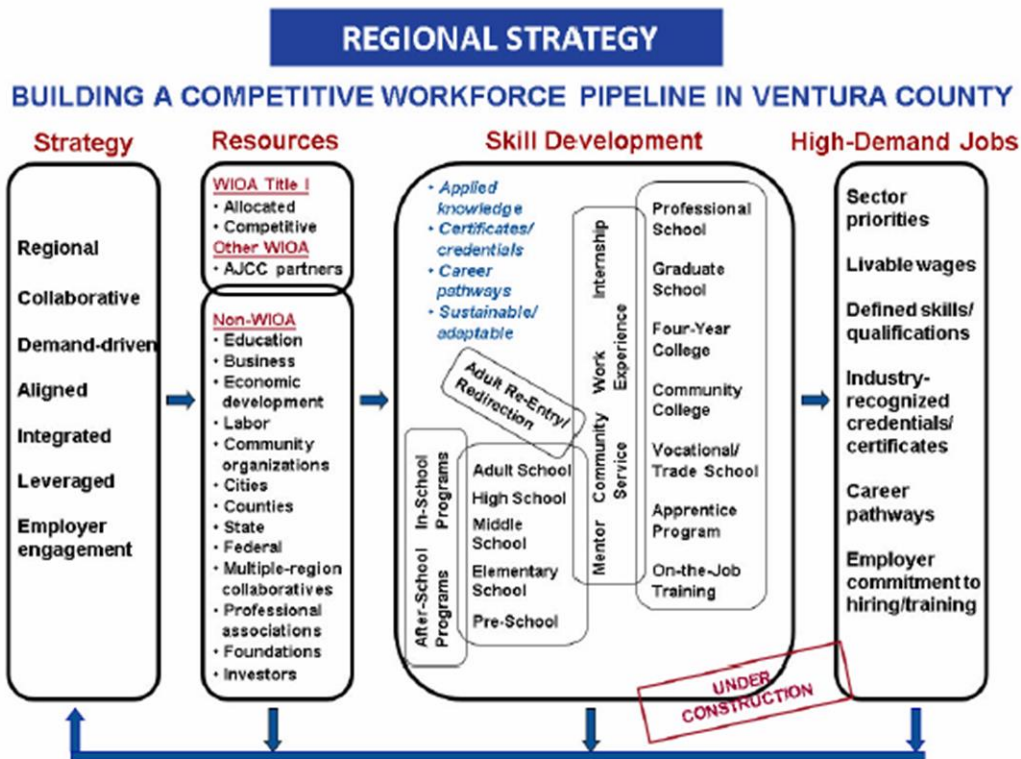 REGIONAL STRATEGY
BUILDING A COMPETITIVE WORKFORCE PIPELINE IN VENTURA COUNTY
Strategy
Regional
Collaborative
Demand-driven
Aligned
Integrated
Leveraged
Employer
engagement
Resources
WIOA Title I
• Allocated
• Competitive
Other WIOA
• AJCC partners
Non-WIOA
• Education
• Business
• Economic
development
• Labor
• Community
organizations
• Cities
• Counties
• State
• Federal
• Multiple-region
collaboratives
• Professional
associations
• Foundations
• Investors
Skill Development
• Applied
knowledge
• Certificates/
credentials
• Career
pathways
• Sustainable/
adaptable
Adult Re-Entry/
Redirection
In-School
Programs
After-School
Programs
Adult School
High School
Middle
School
Elementary
School
Pre-School
Internship
Work
Experience
Community
Service
Mentor
Professional
School
Graduate
School
Four-Year
College
Community
College
Vocational/
Trade School
Apprentice
Program
On-the-Job
Training
High-Demand Jobs
Sector
priorities
Livable wages
Defined skills/
qualifications
Industry-
recognized
credentials/
certificates
Career
pathways
Employer
commitment to
hiring/training
UNDER
CONSTRUCTION